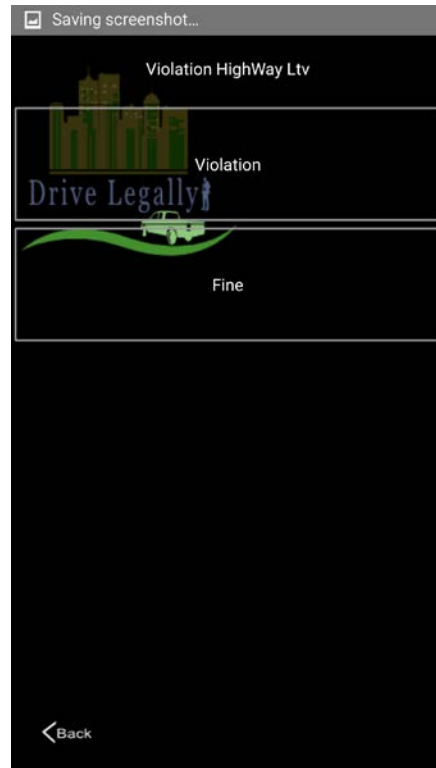 Saving screenshot...
Violation HighWay Ltv
Violation
Drive Legally
Fine
Back